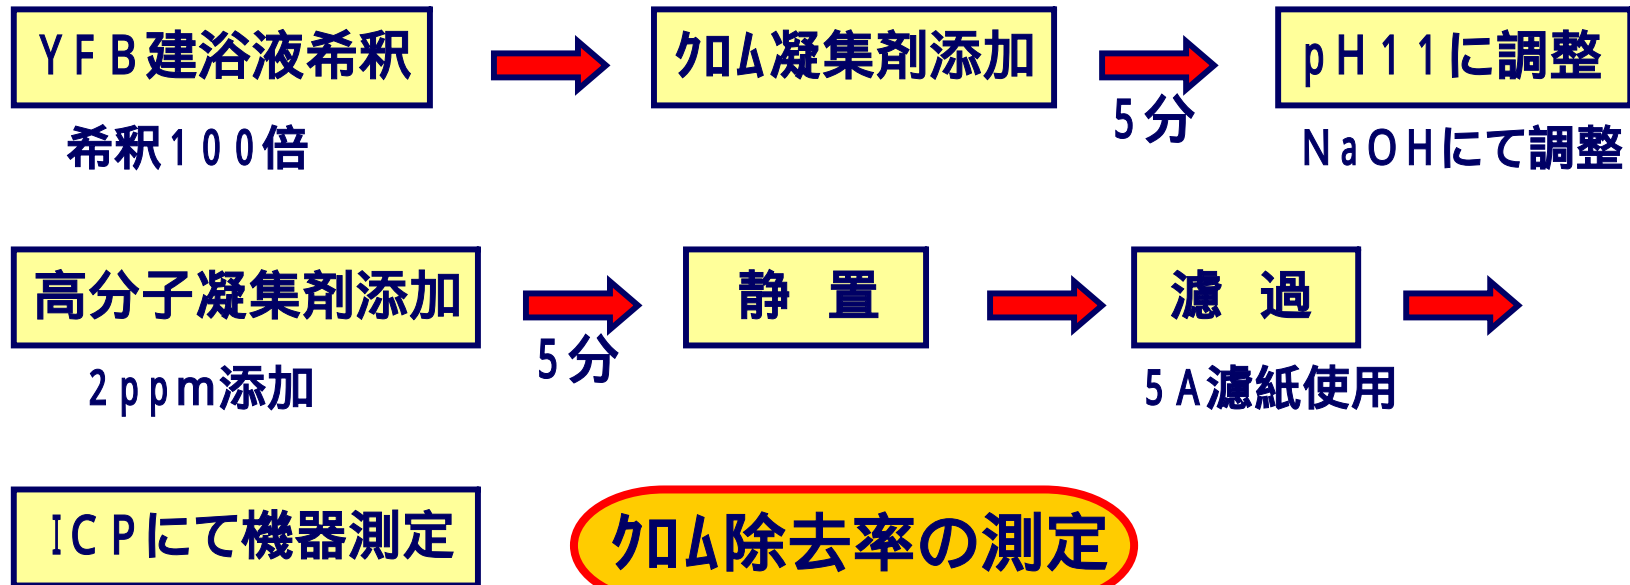 ＹＦＢ建浴液希釈
ｸﾛﾑ凝集剤添加
ｐＨ１１に調整
５分
希釈１００倍
ＮａＯＨにて調整
高分子凝集剤添加
静　置
濾　過
５分
２ｐｐｍ添加
５Ａ濾紙使用
ＩＣＰにて機器測定
ｸﾛﾑ除去率の測定